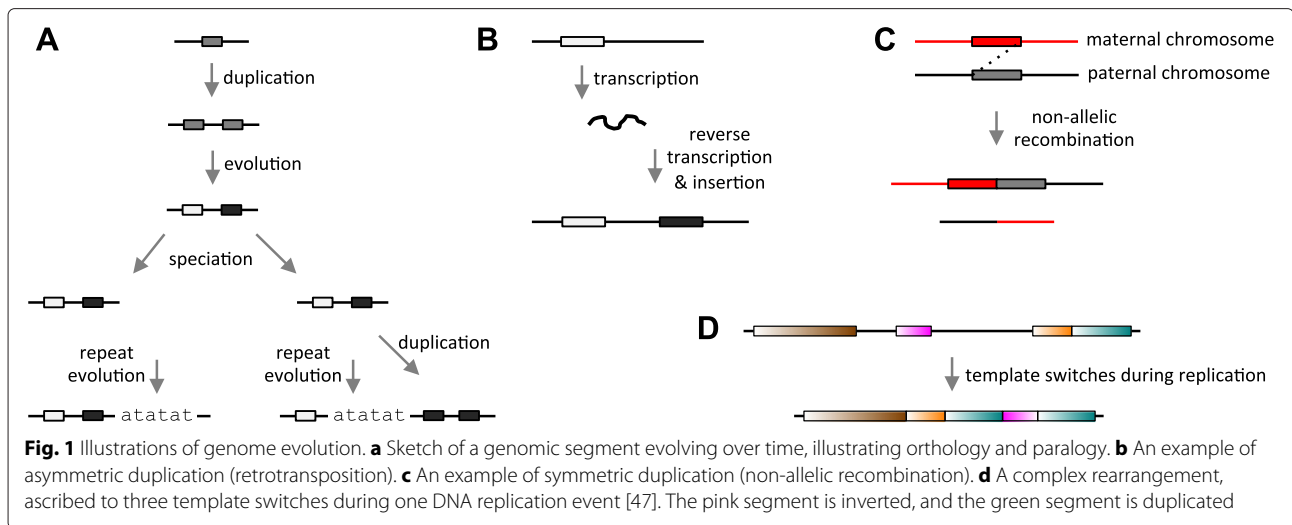 A
duplication
evolution
speciation
repeat
evolution
repeat
evolution
duplication
atatat
atatat
B
transcription
reverse
transcription
& insertion
C
maternal chromosome
paternal chromosome
non-allelic
recombination
D
template switches during replication
Fig. 1 Illustrations of genome evolution. a Sketch of a genomic segment evolving over time, illustrating orthology and paralogy. b An example of
asymmetric duplication (retrotransposition). c An example of symmetric duplication (non-allelic recombination). d A complex rearrangement,
ascribed to three template switches during one DNA replication event [47]. The pink segment is inverted, and the green segment is duplicated